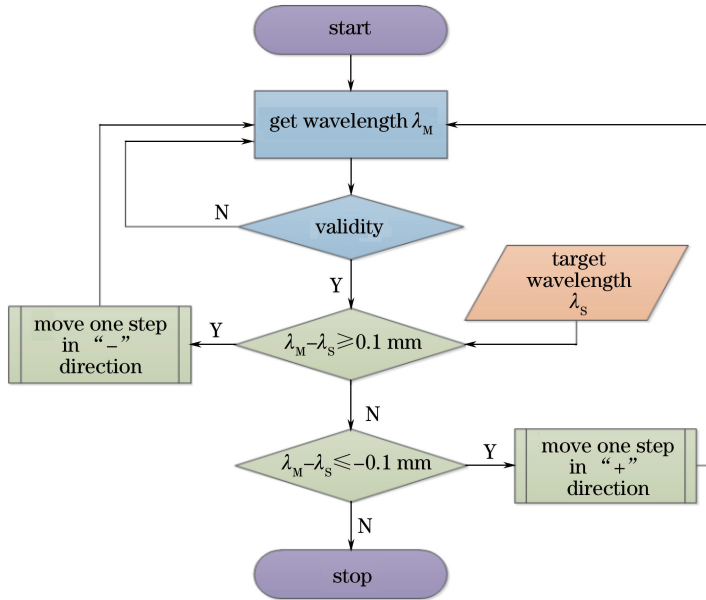 start
get wavelength λM
N
validity
Y
target
wavelength
λS
move one step
in “−”
direction
Y
λM−λS≥0.1 mm
N
λM−λS≤−0.1 mm
Y
move one step
in “+”
direction
N
stop